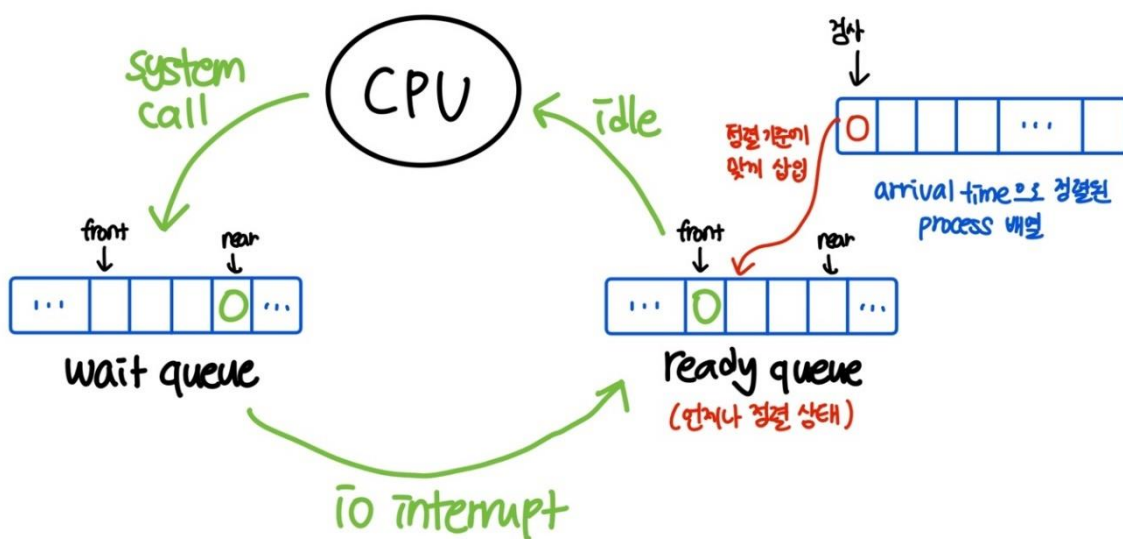 system
call
CPU
idle
검사
정렬기준에
맞게 삽입
...
arrival time으로 정렬된
process 배열
front
rear
...
...
wait queue
front
rear
...
...
ready queue
(언제나 정렬 상태)
io interrupt